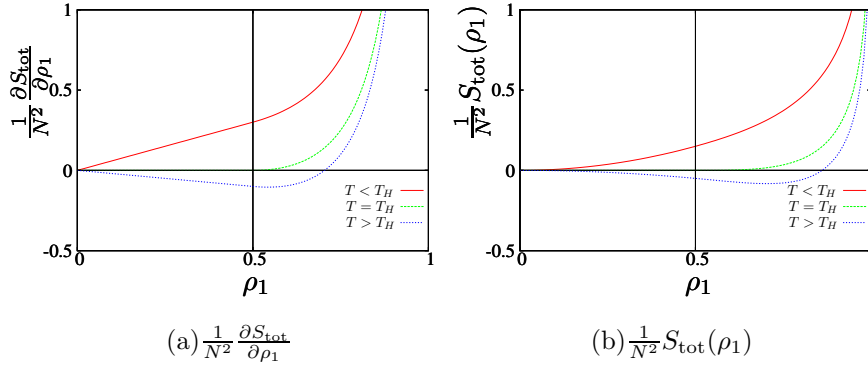 1
0.5
0
-0.5
0
0.5
1
ρ₁
1/N² ∂S_tot/∂ρ₁
T < T_H
T = T_H
T > T_H
(a) 1/N² ∂S_tot/∂ρ₁
1
0.5
0
-0.5
0
0.5
ρ₁
1/N² S_tot(ρ₁)
T < T_H
T = T_H
T > T_H
(b) 1/N² S_tot(ρ₁)